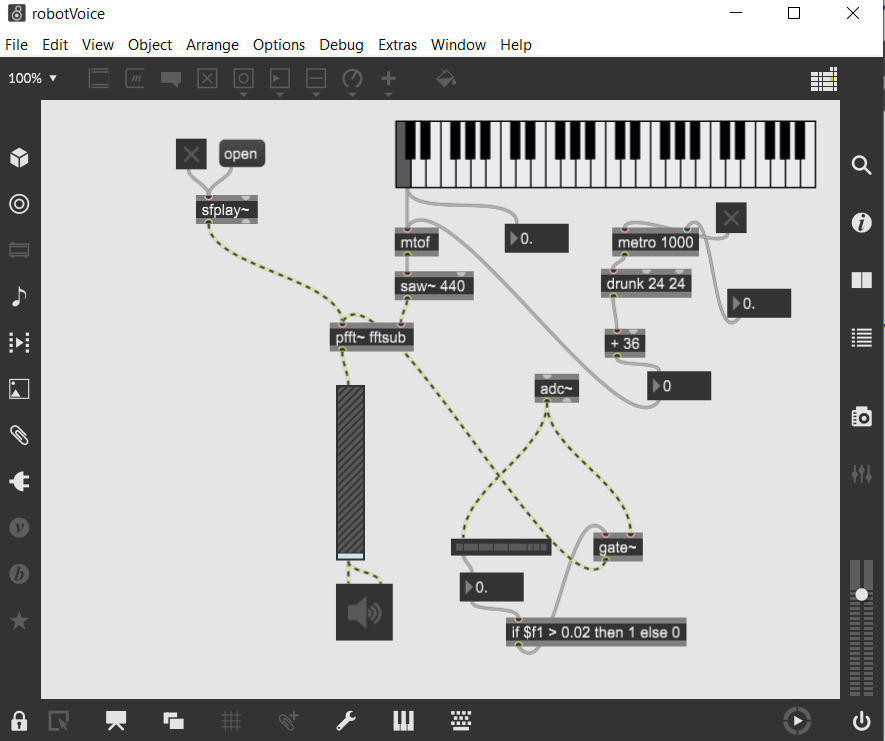 robotVoice
File Edit View Object Arrange Options Debug Extras Window Help
100%
m
open
sfplay~
0.
mtof
metro 1000
saw~ 440
drunk 24 24
0.
pfft~ fftsub
+ 36
adc~
0
gate~
0.
if $f1 > 0.02 then 1 else 0
i
v
b